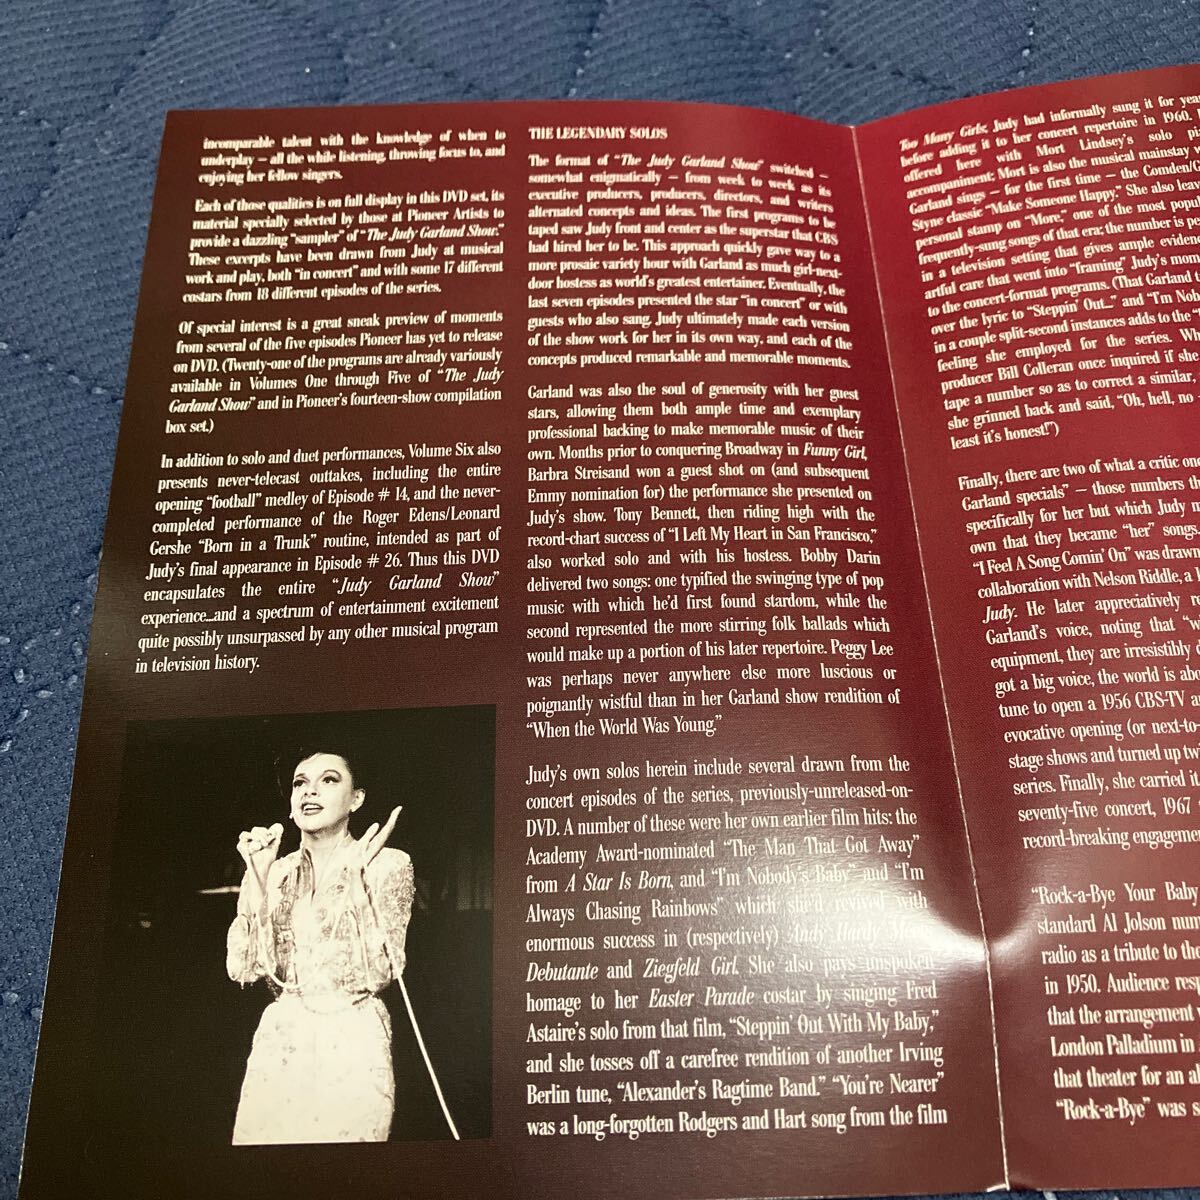 incomparable talent with the knowledge of when to
underplay – all the while listening, throwing focus to, and
enjoying her fellow singers.
Each of those qualities is on full display in this DVD set, its
material specially selected by those at Pioneer Artists to
provide a dazzling "sampler" of "The Judy Garland Show."
These excerpts have been drawn from Judy at musical
work and play, both "in concert" and with some 17 different
costars from 18 different episodes of the series.
Of special interest is a great sneak preview of moments
from several of the five episodes Pioneer has yet to release
on DVD. (Twenty-one of the programs are already variously
available in Volumes One through Five of "The Judy
Garland Show" and in Pioneer's fourteen-show compilation
box set.)
In addition to solo and duet performances, Volume Six also
presents never-telecast outtakes, including the entire
opening "football" medley of Episode # 14, and the never-
completed performance of the Roger Edens/Leonard
Gershe "Born in a Trunk" routine, intended as part of
Judy's final appearance in Episode # 26. Thus this DVD
encapsulates the entire "Judy Garland Show"
experience...and a spectrum of entertainment excitement
quite possibly unsurpassed by any other musical program
in television history.
THE LEGENDARY SOLOS
The format of "The Judy Garland Show" switched –
somewhat enigmatically – from week to week as its
executive producers, producers, directors, and writers
alternated concepts and ideas. The first programs to be
taped saw Judy front and center as the superstar that CBS
had hired her to be. This approach quickly gave way to a
more prosaic variety hour with Garland as much girl-next-
door hostess as world's greatest entertainer. Eventually, the
last seven episodes presented the star "in concert" or with
guests who also sang. Judy ultimately made each version
of the show work for her in its own way, and each of the
concepts produced remarkable and memorable moments.
Garland was also the soul of generosity with her guest
stars, allowing them both ample time and exemplary
professional backing to make memorable music of their
own. Months prior to conquering Broadway in Funny Girl,
Barbra Streisand won a guest shot on (and subsequent
Emmy nomination for) the performance she presented on
Judy's show. Tony Bennett, then riding high with the
record-chart success of "I Left My Heart in San Francisco,"
also worked solo and with his hostess. Bobby Darin
delivered two songs: one typified the swinging type of pop
music with which he'd first found stardom, while the
second represented the more stirring folk ballads which
would make up a portion of his later repertoire. Peggy Lee
was perhaps never anywhere else more luscious or
poignantly wistful than in her Garland show rendition of
"When the World Was Young."
Judy's own solos herein include several drawn from the
concert episodes of the series, previously-unreleased-on-
DVD. A number of these were her own earlier film hits: the
Academy Award-nominated "The Man That Got Away"
from A Star Is Born, and "I'm Nobody's Baby" and "I'm
Always Chasing Rainbows" which she'd revived with
enormous success in (respectively) Andy Hardy Meets
Debutante and Ziegfeld Girl. She also pays unspoken
homage to her Easter Parade costar by singing Fred
Astaire's solo from that film, "Steppin' Out With My Baby,"
and she tosses off a carefree rendition of another Irving
Berlin tune, "Alexander's Ragtime Band." "You're Nearer"
was a long-forgotten Rodgers and Hart song from the film
Too Many Girls; Judy had informally sung it for
before adding it to her concert repertoire in 1960.
offered here with Mort Lindsey's solo
accompaniment; Mort is also the musical mainstay
Garland sings – for the first time – the
Styne classic "Make Someone Happy." She also
personal stamp on "More," one of the most
frequently-sung songs of that era; the number is
in a television setting that gives ample
artful care that went into "framing" Judy's
to the concert-format programs. (That Garland
over the lyric to "Steppin' Out..." and "I'm
in a couple split-second instances adds to the
feeling she employed for the series.
producer Bill Colleran once inquired if she
tape a number so as to correct a similar,
she grinned back and said, "Oh, hell, no –
least it's honest!")
Finally, there are two of what a critic
Garland specials" – those numbers
specifically for her but which Judy
own that they became "her" songs.
"I Feel A Song Comin' On" was
collaboration with Nelson Riddle, a
Judy. He later appreciatively
Garland's voice, noting that
equipment, they are irresistibly
got a big voice, the world is
tune to open a 1956 CBS-TV
evocative opening (or next-to-
stage shows and turned up
series. Finally, she carried it
seventy-five concert, 1967
record-breaking
"Rock-a-Bye Your Baby
standard Al Jolson
radio as a tribute to the
in 1950. Audience
that the arrangement
London Palladium in
that theater for an
"Rock-a-Bye" was